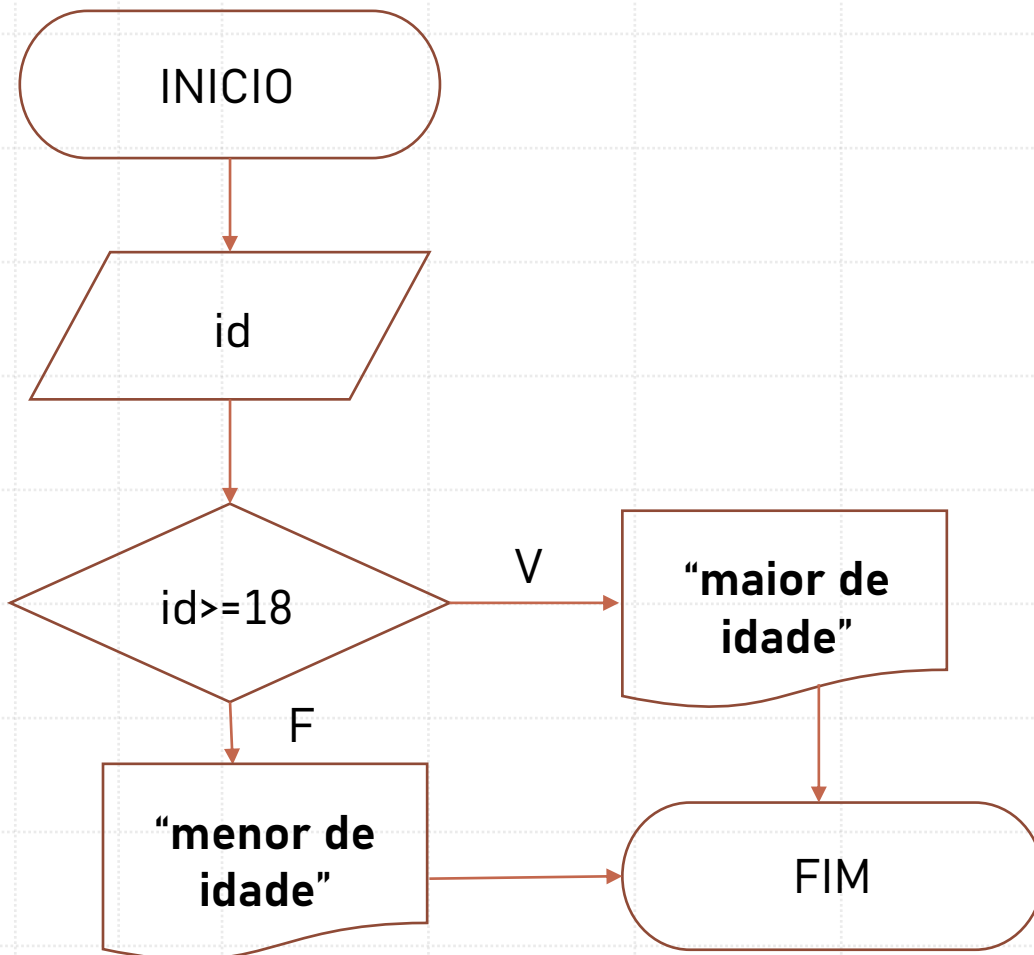 INICIO
id
id>=18
V
“maior de
idade”
F
“menor de
idade”
FIM